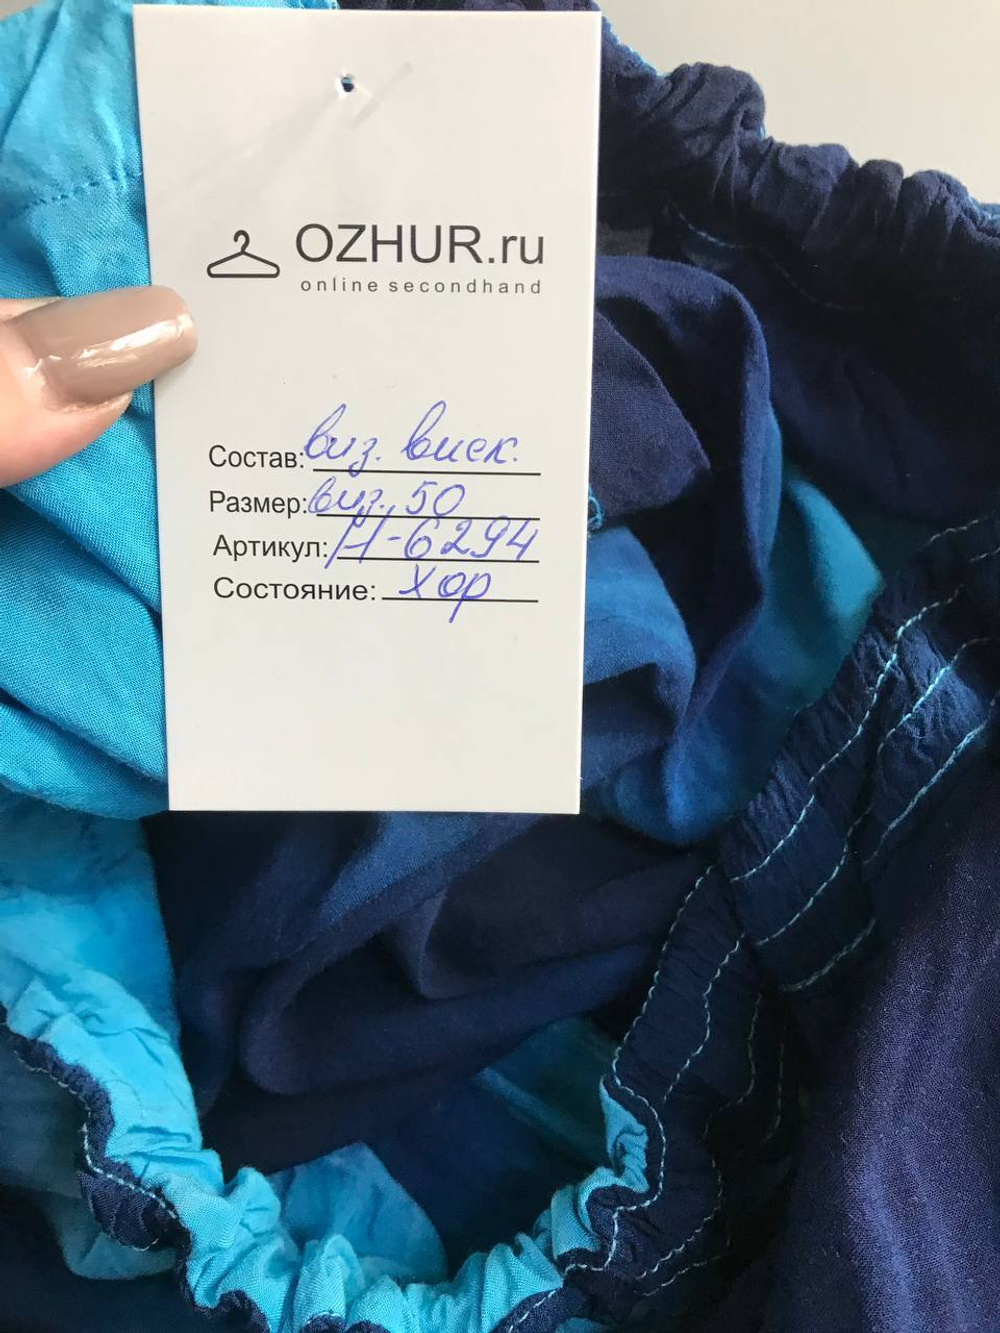 OZHUR.ru
online secondhand
Состав: виз. виск.
Размер: виз. 50
Артикул: Н-6294
Состояние: хор